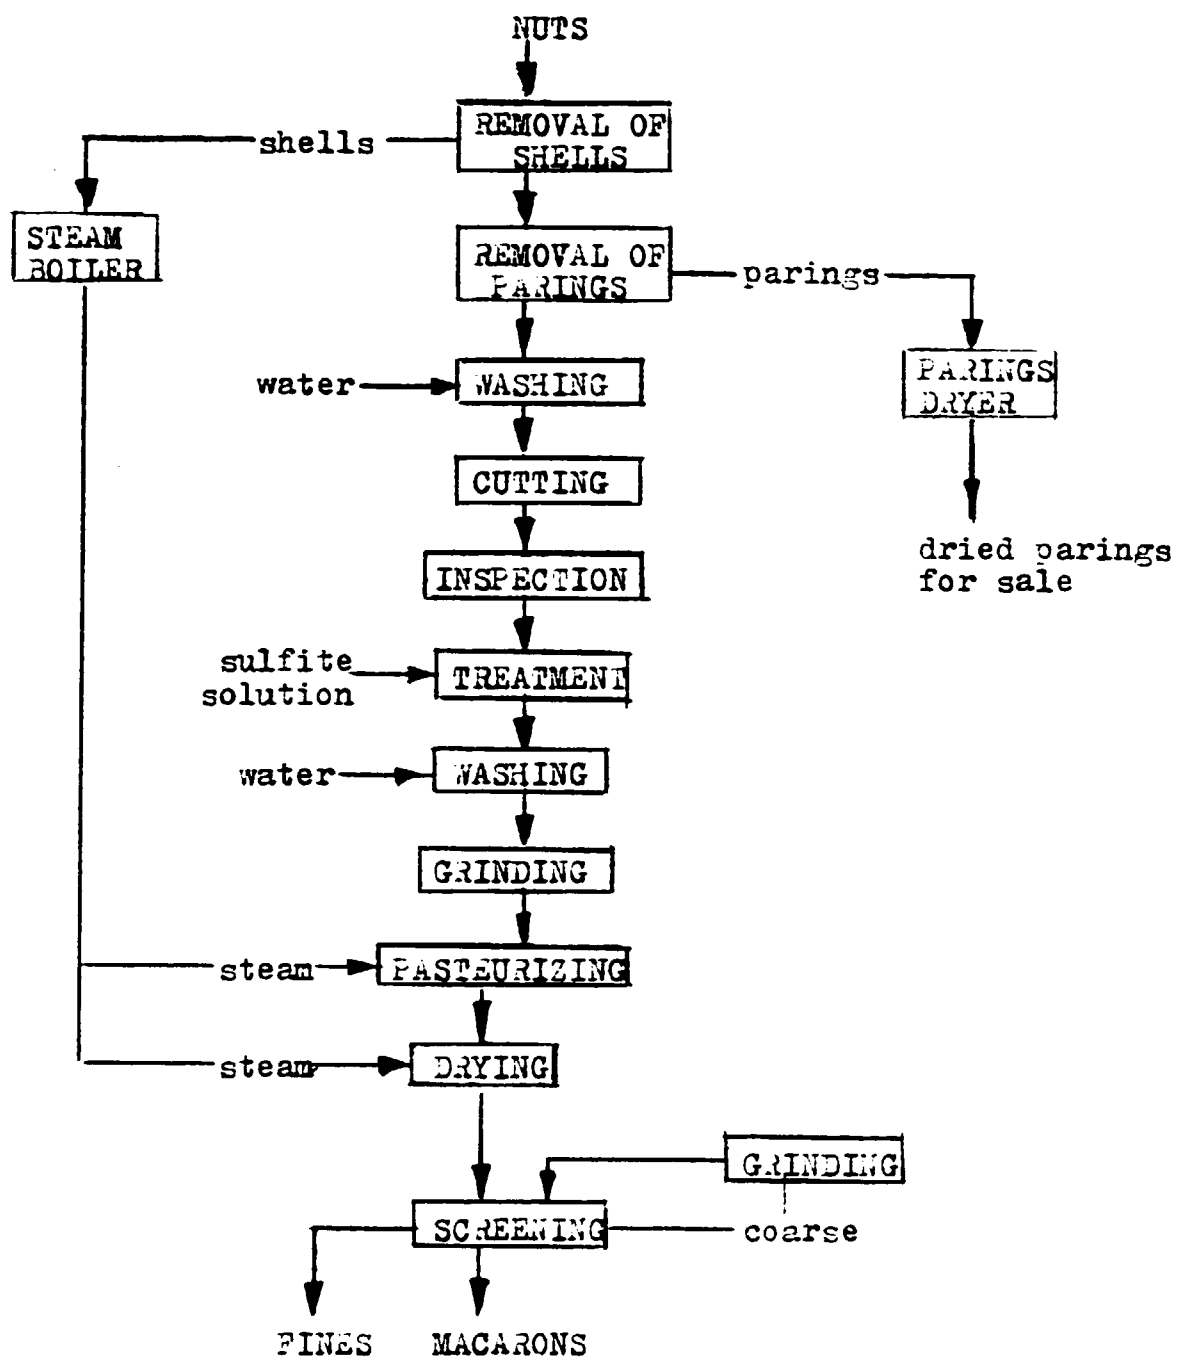 NUTS
REMOVAL OF
SHELLS
shells
STEAM
BOILER
REMOVAL OF
PARINGS
parings
PARINGS
DRYER
dried parings
for sale
water
WASHING
CUTTING
INSPECTION
sulfite
solution
TREATMENT
water
WASHING
GRINDING
steam
PASTEURIZING
steam
DRYING
GRINDING
SCREENING
coarse
FINES
MACARONS